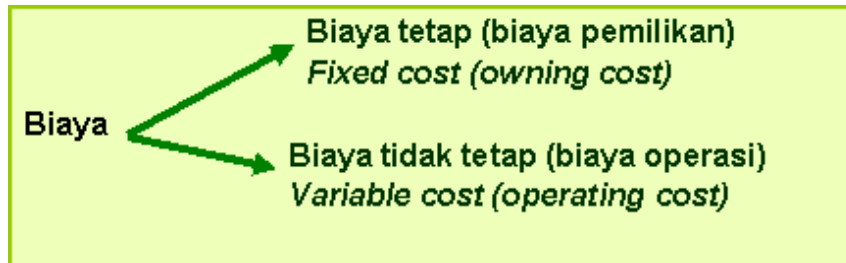 Biaya tetap (biaya pemilikan)
Fixed cost (owning cost)
Biaya
Biaya tidak tetap (biaya operasi)
Variable cost (operating cost)